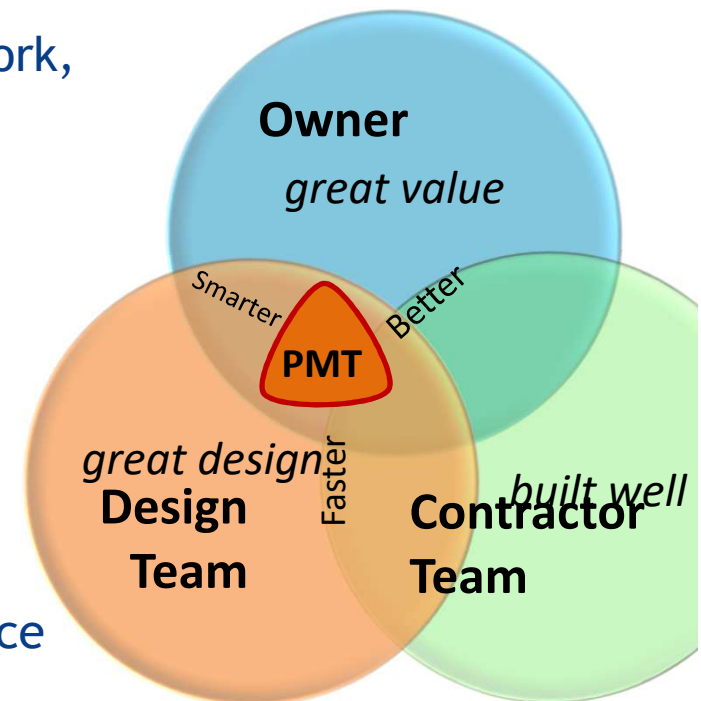 ork,
Owner
great value
Smarter
Better
PMT
great design
Faster
built well
Design
Team
Contractor
Team
ce